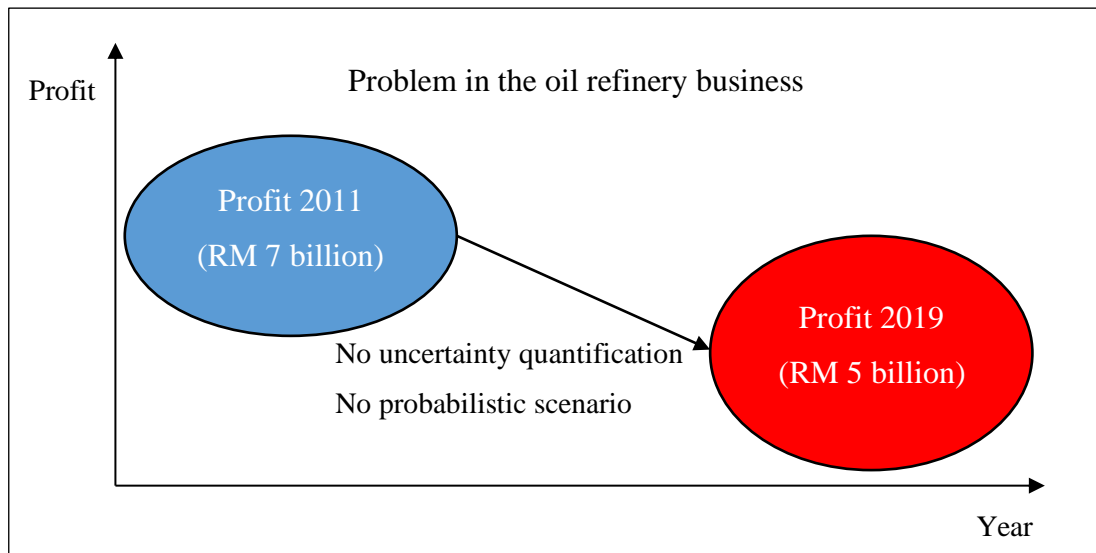 Problem in the oil refinery business
Profit
Profit 2011
(RM 7 billion)
Profit 2019
(RM 5 billion)
No uncertainty quantification
No probabilistic scenario
Year